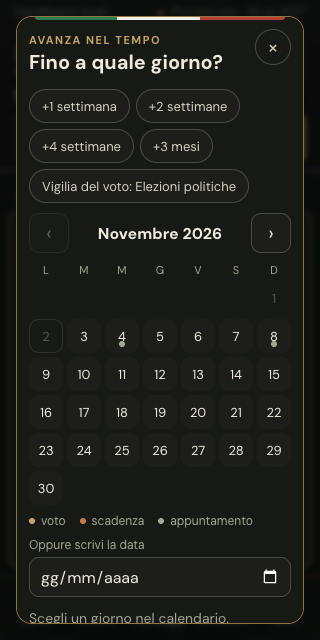 AVANZA NEL TEMPO
Fino a quale giorno?
×
+1 settimana
+2 settimane
+4 settimane
+3 mesi
Vigilia del voto: Elezioni politiche
‹
Novembre 2026
›
L M M G V S D
1
2 3 4 5 6 7 8
9 10 11 12 13 14 15
16 17 18 19 20 21 22
23 24 25 26 27 28 29
30
voto scadenza appuntamento
Oppure scrivi la data
gg/mm/aaaa
Scegli un giorno nel calendario.